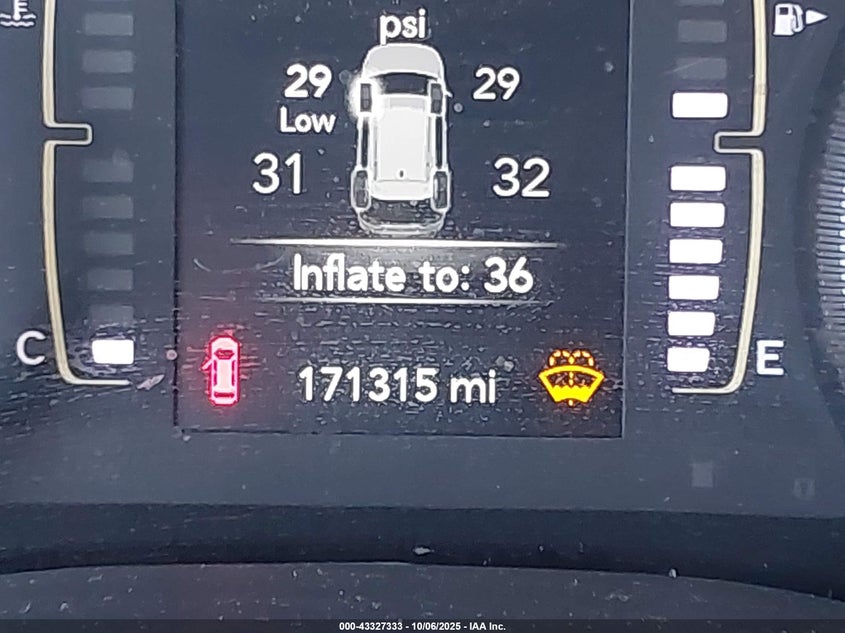 psi
29 29
Low
31 32
Inflate to: 36
C E
171315 mi
000-43327333 - 10/06/2025 - IAA Inc.